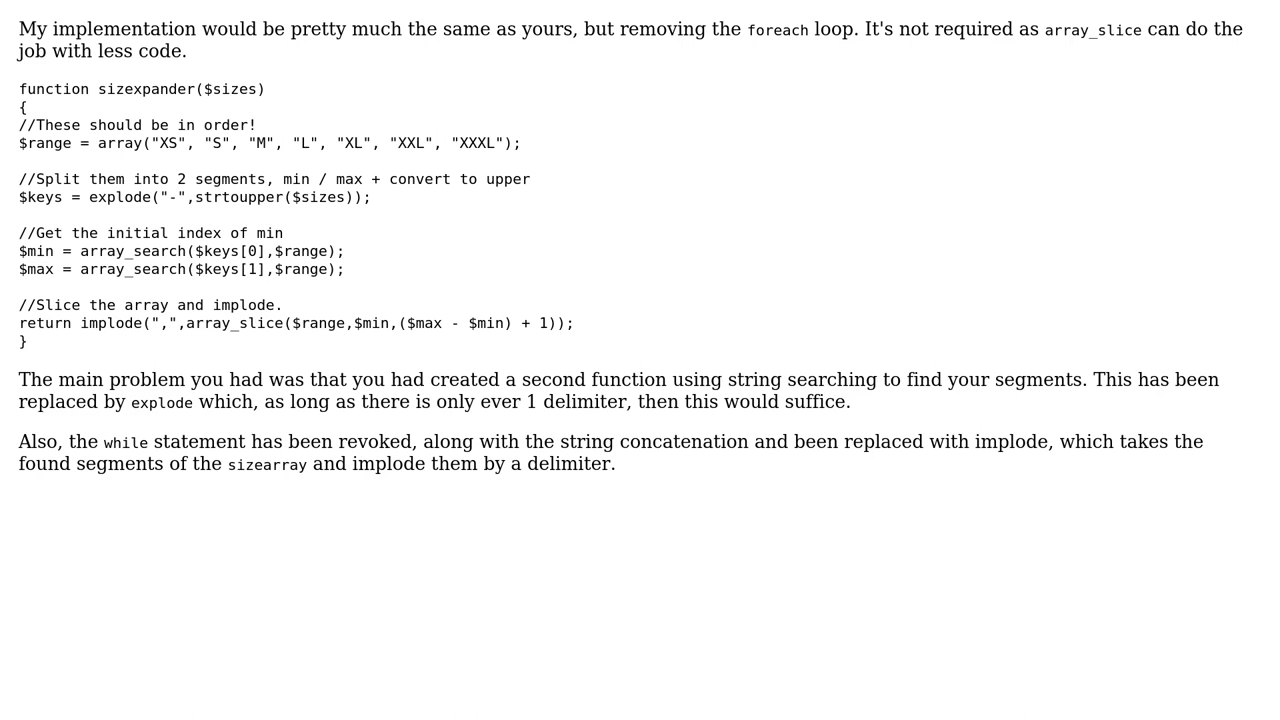 My implementation would be pretty much the same as yours, but removing the foreach loop. It's not required as array_slice can do the
job with less code.
function sizexpander($sizes)
{
//These should be in order!
$range = array("XS", "S", "M", "L", "XL", "XXL", "XXXL");
//Split them into 2 segments, min / max + convert to upper
$keys = explode("-",strtoupper($sizes));
//Get the initial index of min
$min = array_search($keys[0],$range);
$max = array_search($keys[1],$range);
//Slice the array and implode.
return implode(",",array_slice($range,$min,($max - $min) + 1));
}
The main problem you had was that you had created a second function using string searching to find your segments. This has been
replaced by explode which, as long as there is only ever 1 delimiter, then this would suffice.
Also, the while statement has been revoked, along with the string concatenation and been replaced with implode, which takes the
found segments of the sizearray and implode them by a delimiter.